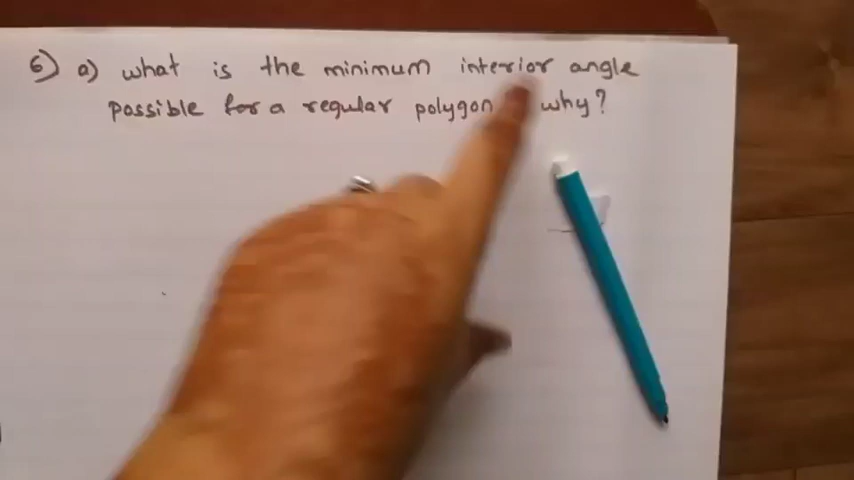 6) a) what is the minimum interior angle
possible for a regular polygon why?